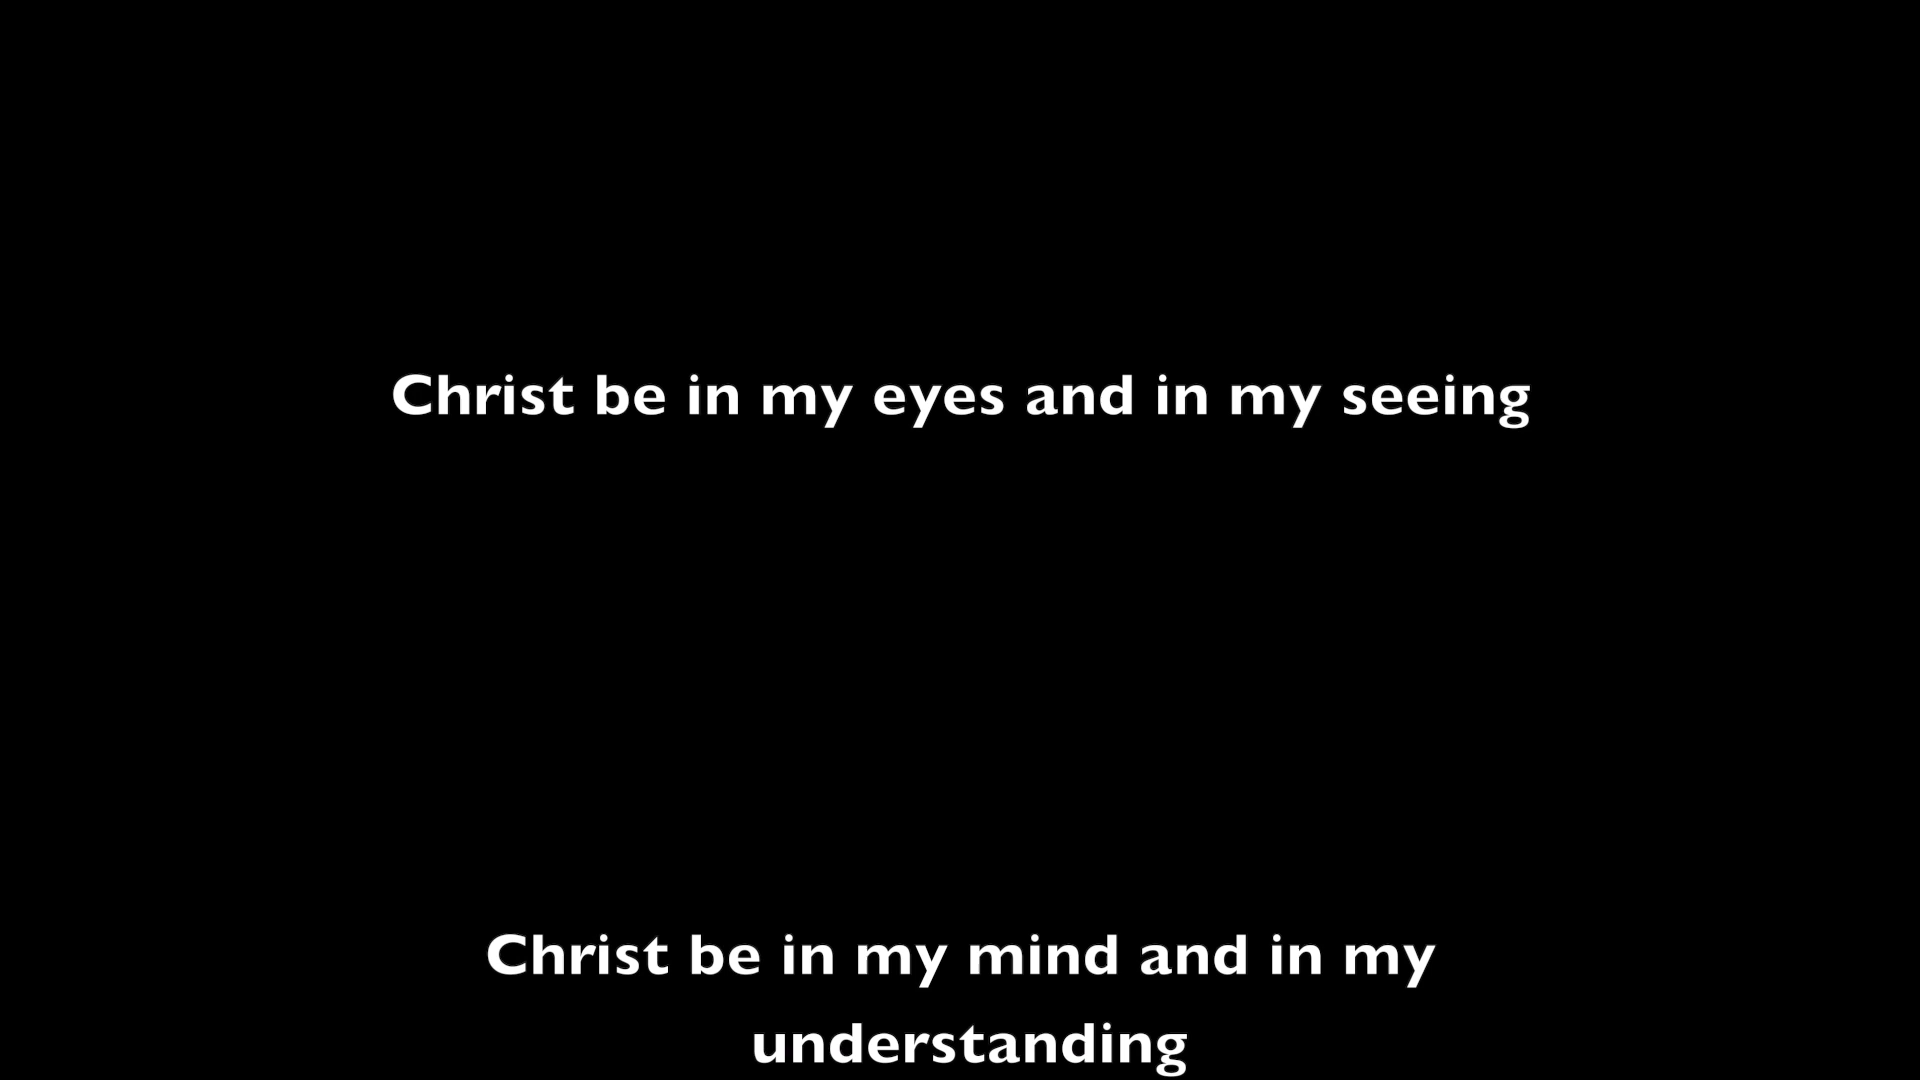 Christ be in my eyes and in my seeing
Christ be in my mind and in my
understanding